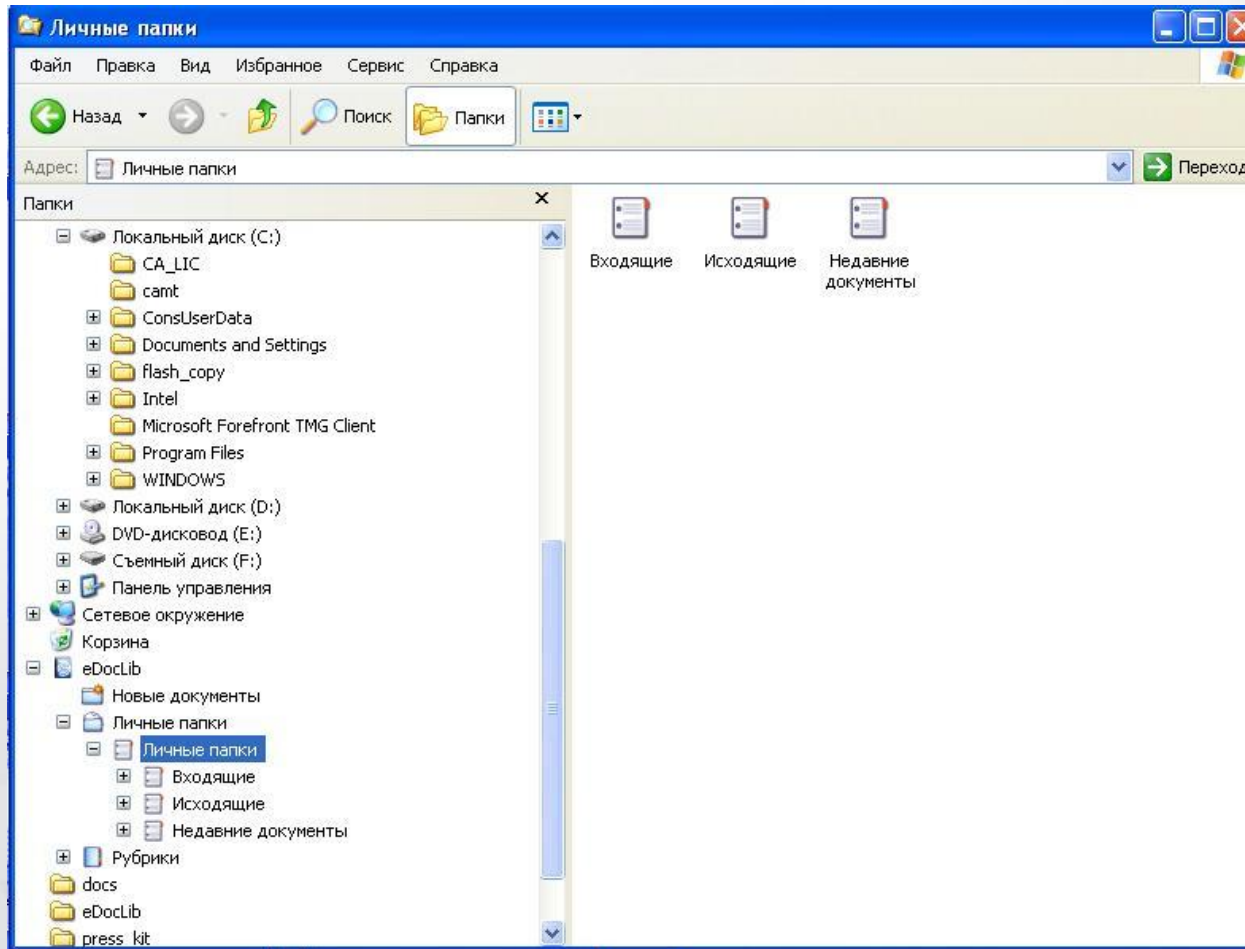 Личные папки
Файл Правка Вид Избранное Сервис Справка
Назад Поиск Папки
Адрес: Личные папки Переход
Папки
Локальный диск (C:)
CA_LIC
camt
ConsUserData
Documents and Settings
flash_copy
Intel
Microsoft Forefront TMG Client
Program Files
WINDOWS
Локальный диск (D:)
DVD-дисковод (E:)
Съемный диск (F:)
Панель управления
Сетевое окружение
Корзина
eDocLib
Новые документы
Личные папки
Личные папки
Входящие
Исходящие
Недавние документы
Рубрики
docs
eDocLib
press_kit
Входящие
Исходящие
Недавние
документы